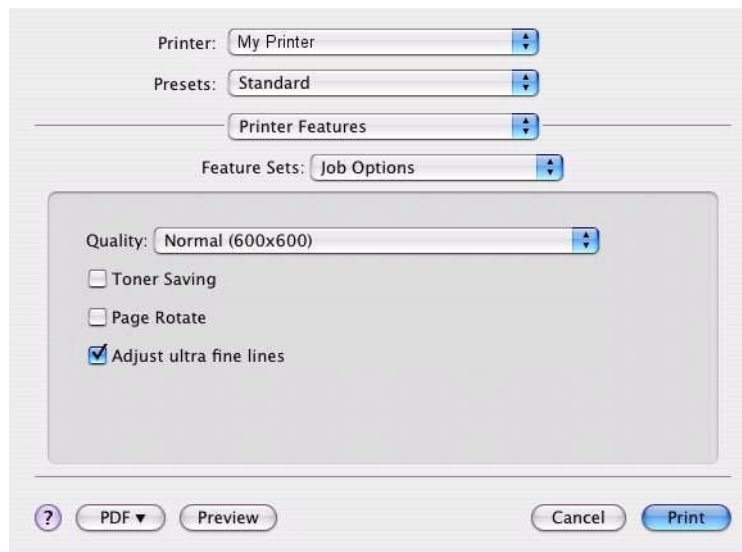 Printer: My Printer
Presets: Standard
Printer Features
Feature Sets: Job Options
Quality: Normal (600x600)
Toner Saving
Page Rotate
Adjust ultra fine lines
? PDF ▼ Preview Cancel Print